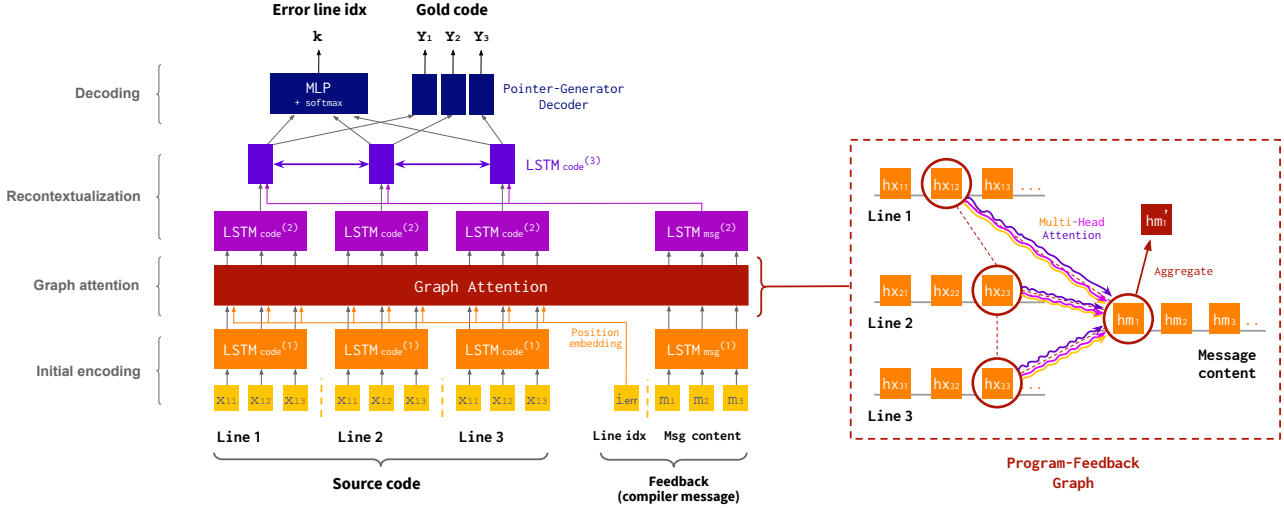 Error line idx
Gold code
k
Y1 Y2 Y3
Decoding
MLP
+ softmax
Pointer-Generator
Decoder
Recontextualization
LSTM code(3)
LSTM code(2) LSTM code(2) LSTM code(2) LSTM msg(2)
Graph attention
Graph Attention
Position
embedding
Initial encoding
LSTM code(1) LSTM code(1) LSTM code(1) LSTM msg(1)
x11 x12 x13 x11 x12 x13 x11 x12 x13 ierr m1 m2 m3
Line 1 Line 2 Line 3 Line idx Msg content
Source code
Feedback
(compiler message)
hx11 hx12 hx13 ...
Line 1
Multi-Head
Attention
hm1'
Aggregate
hx21 hx22 hx23 ...
Line 2
hm1 hm2 hm3 ..
Message
content
hx31 hx32 hx33 ...
Line 3
Program-Feedback
Graph